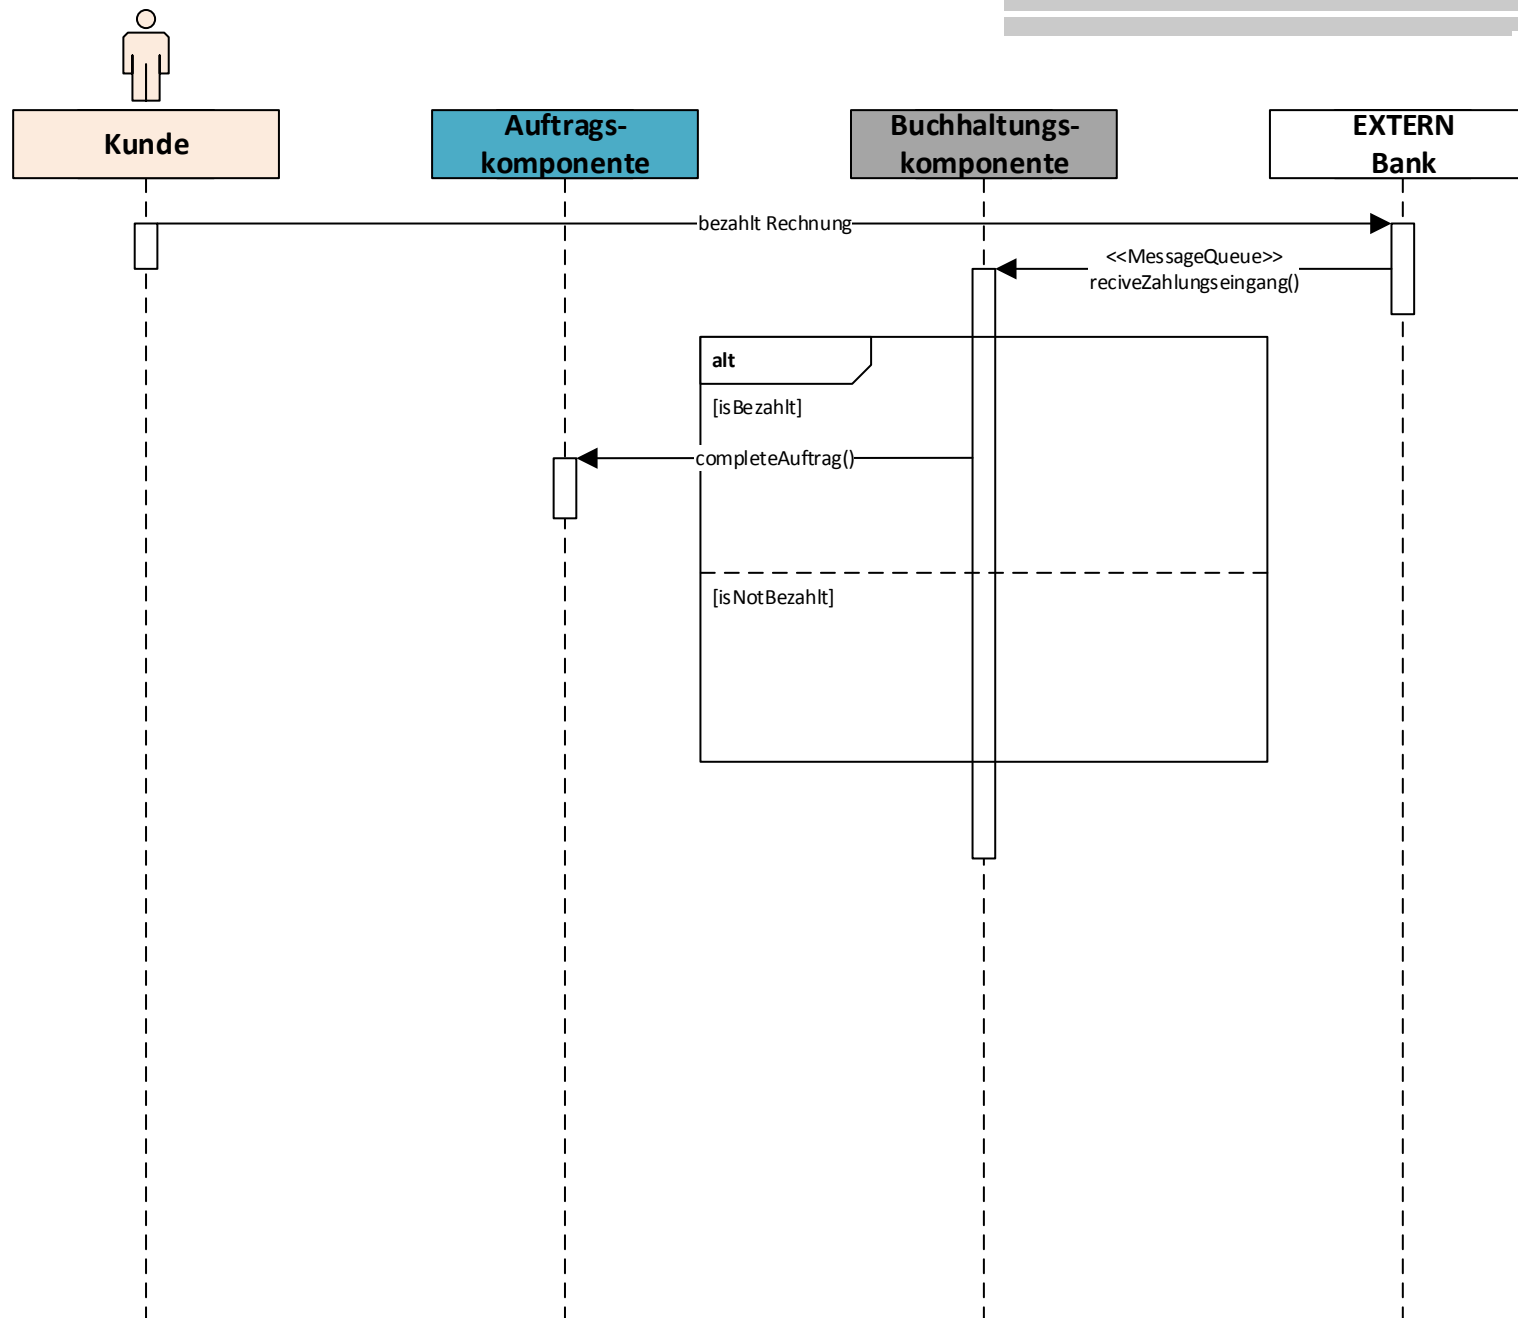 Kunde
Auftrags-
komponente
Buchhaltungs-
komponente
EXTERN
Bank
bezahlt Rechnung
<<MessageQueue>>
reciveZahlungseingang()
alt
[isBezahlt]
completeAuftrag()
[isNotBezahlt]